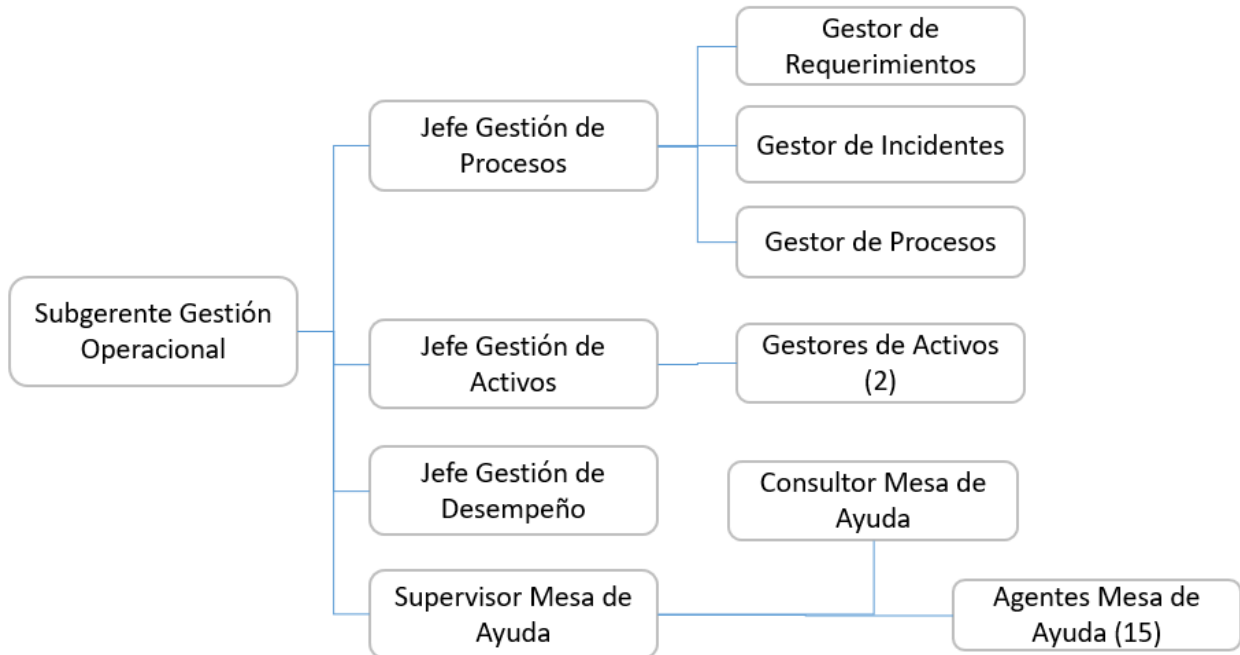 Gestor de
Requerimientos
Jefe Gestión de
Procesos
Gestor de Incidentes
Gestor de Procesos
Subgerente Gestión
Operacional
Jefe Gestión de
Activos
Gestores de Activos
(2)
Jefe Gestión de
Desempeño
Consultor Mesa de
Ayuda
Supervisor Mesa de
Ayuda
Agentes Mesa de
Ayuda (15)